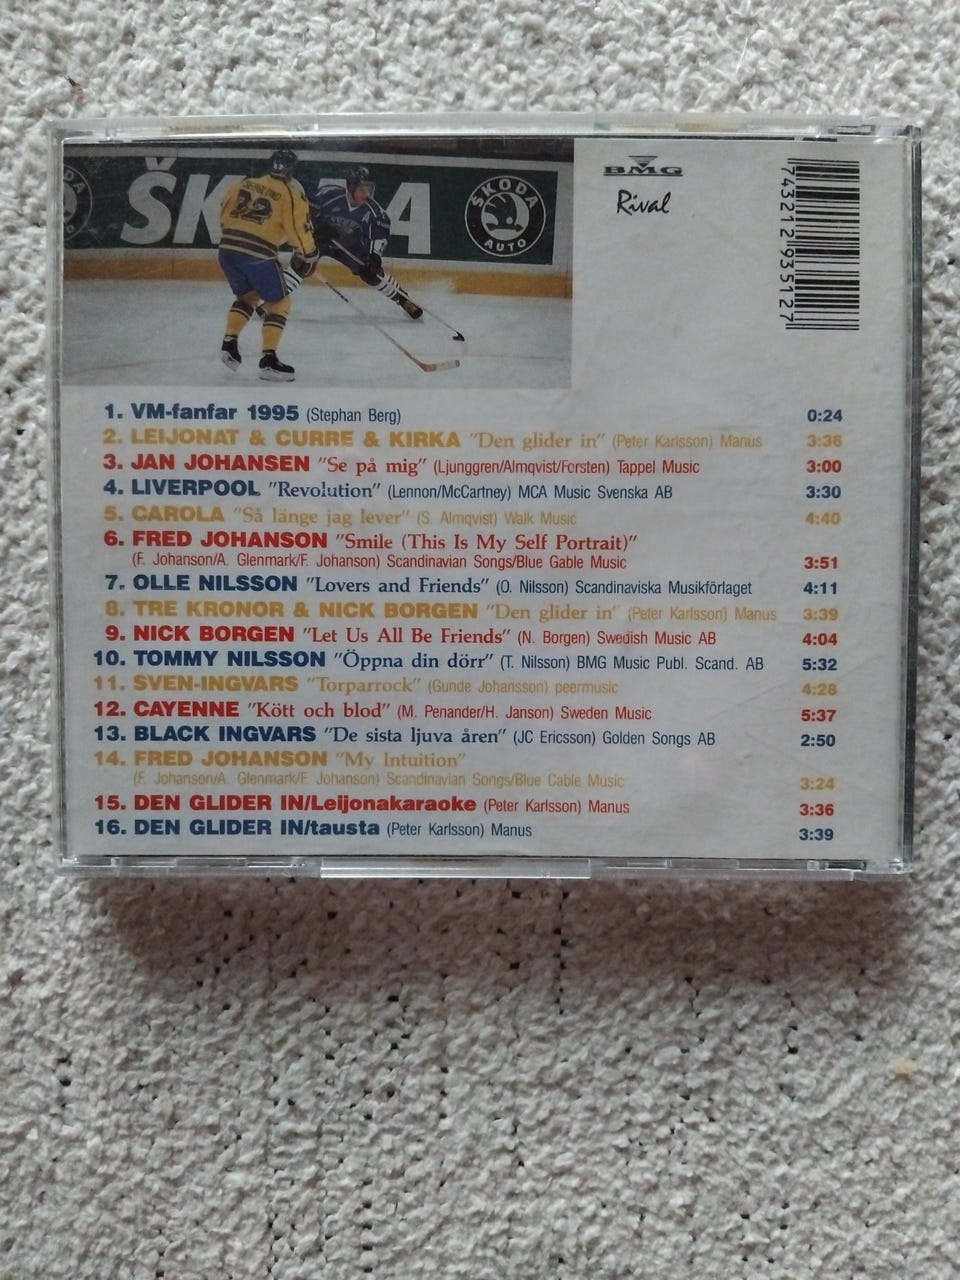 ŠK DA
ŠKODA
AUTO
12
BMG
Rival
743212 935127
1. VM-fanfar 1995 (Stephan Berg) 0:24
2. LEIJONAT & CURRE & KIRKA "Den glider in" (Peter Karlsson) Manus 3:36
3. JAN JOHANSEN "Se på mig" (Ljunggren/Almqvist/Forsten) Tappel Music 3:00
4. LIVERPOOL "Revolution" (Lennon/McCartney) MCA Music Svenska AB 3:30
5. CAROLA "Så länge jag lever" (S. Almqvist) Walk Music 4:40
6. FRED JOHANSON "Smile (This Is My Self Portrait)"
(F. Johanson/A. Glenmark/F. Johanson) Scandinavian Songs/Blue Gable Music 3:51
7. OLLE NILSSON "Lovers and Friends" (O. Nilsson) Scandinaviska Musikförlaget 4:11
8. TRE KRONOR & NICK BORGEN "Den glider in" (Peter Karlsson) Manus 3:39
9. NICK BORGEN "Let Us All Be Friends" (N. Borgen) Swedish Music AB 4:04
10. TOMMY NILSSON "Öppna din dörr" (T. Nilsson) BMG Music Publ. Scand. AB 5:32
11. SVEN-INGVARS "Torparrock" (Gunde Johansson) peermusic 4:28
12. CAYENNE "Kött och blod" (M. Penander/H. Janson) Sweden Music 5:37
13. BLACK INGVARS "De sista ljuva åren" (JC Ericsson) Golden Songs AB 2:50
14. FRED JOHANSON "My Intuition"
(F. Johanson/A. Glenmark/F. Johanson) Scandinavian Songs/Blue Cable Music 3:24
15. DEN GLIDER IN/Leijonakaraoke (Peter Karlsson) Manus 3:36
16. DEN GLIDER IN/tausta (Peter Karlsson) Manus 3:39